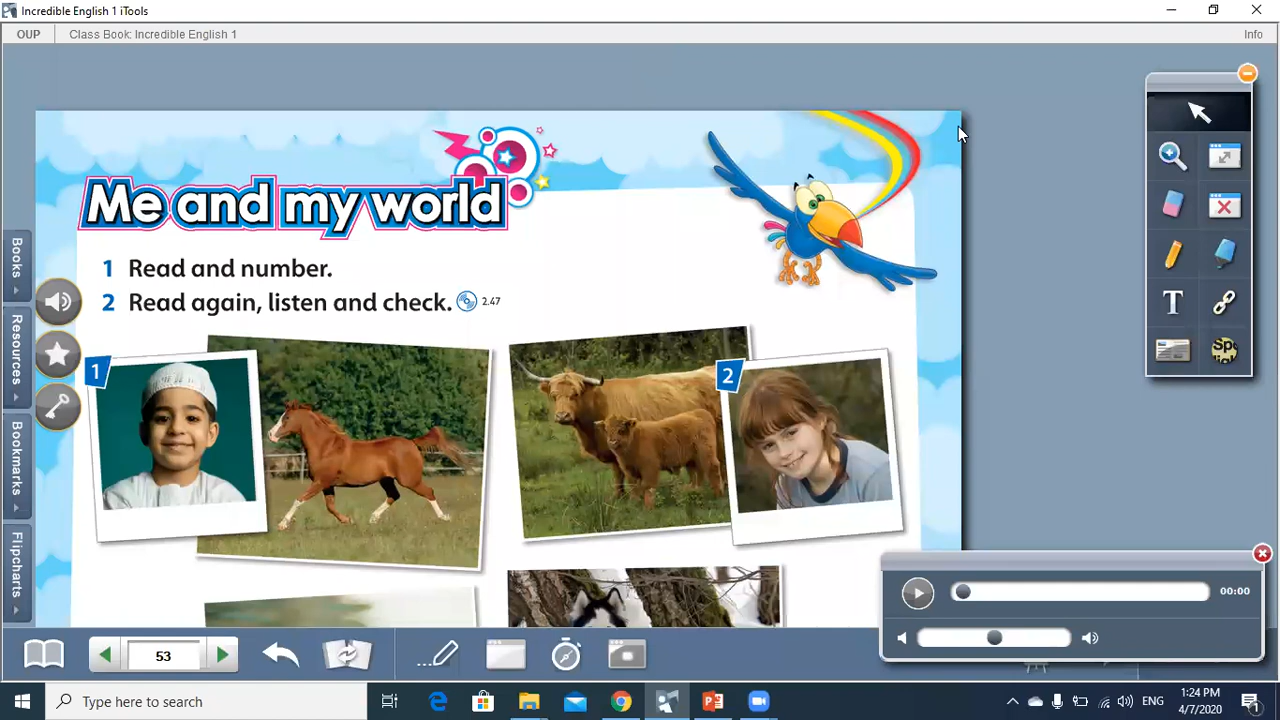 Incredible English 1 iTools
OUP
Class Book: Incredible English 1
Info
Me and my world
1 Read and number.
2 Read again, listen and check. 2.47
1
2
Books
Resources
Bookmarks
Flipcharts
T
Sp
00:00
53
Type here to search
ENG
1:24 PM
4/7/2020
1